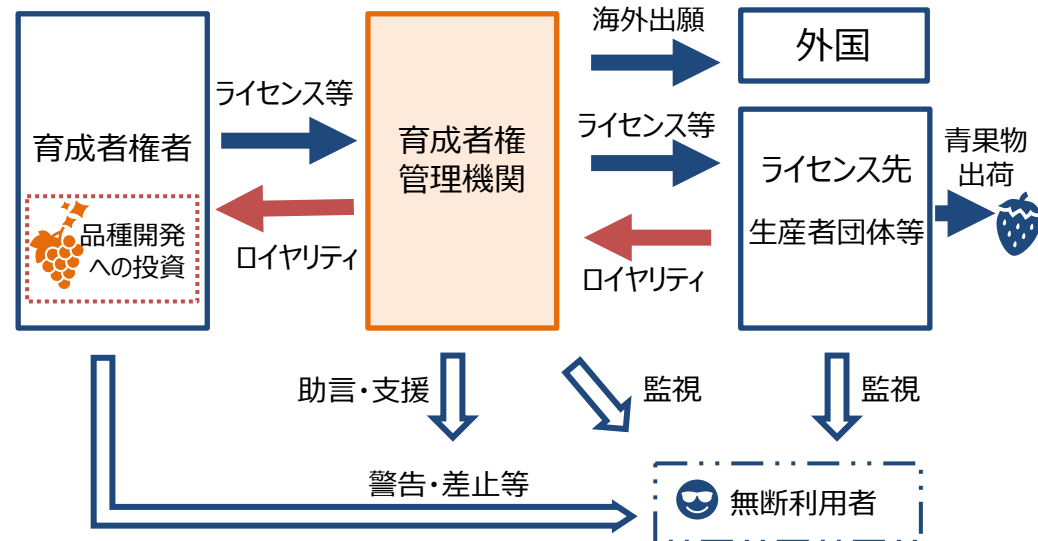 海外出願
外国
ライセンス等
ライセンス等
育成者権者
育成者権
管理機関
ライセンス先
生産者団体等
青果物
出荷
品種開発
への投資
ロイヤリティ
ロイヤリティ
助言・支援
監視
監視
警告・差止等
無断利用者